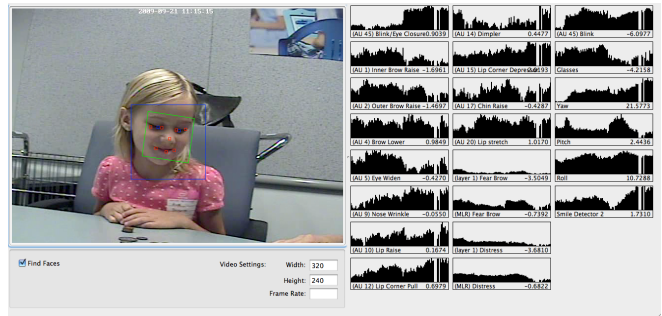 2009-09-21 11:15:15
Find Faces
Video Settings:
Width: 320
Height: 240
Frame Rate:
(AU 45) Blink/Eye Closure 0.9039
(AU 1) Inner Brow Raise -1.6961
(AU 2) Outer Brow Raise -1.4697
(AU 4) Brow Lower 0.9849
(AU 5) Eye Widen -0.4270
(AU 9) Nose Wrinkle -0.0550
(AU 10) Lip Raise 0.1674
(AU 12) Lip Corner Pull 0.6979
(AU 14) Dimpler 0.4477
(AU 15) Lip Corner
(AU 17) Chin Raise -0.4287
(AU 20) Lip stretch 1.0170
(layer 1) Fear Brow -3.5049
(MLR) Fear Brow -0.7392
(layer 1) Distress -3.6810
(MLR) Distress -0.6822
(AU 45) Blink -6.0977
Glasses -4.2158
Yaw 21.5773
Pitch 2.4436
Roll 10.7288
Smile Detector 2 1.7310